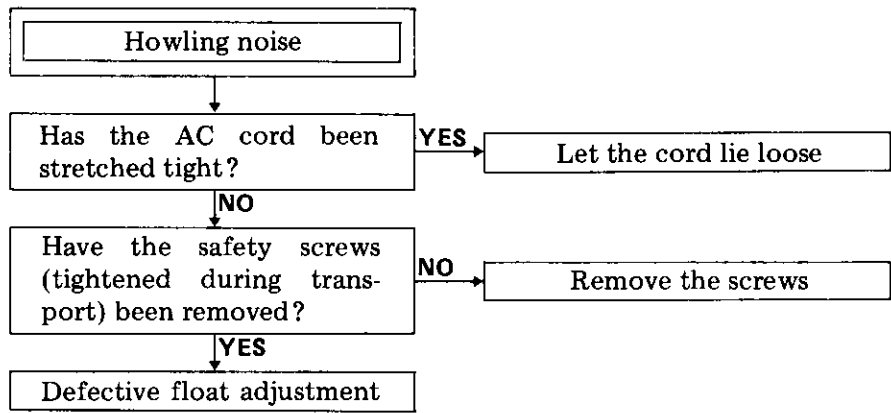 Howling noise
Has the AC cord been
stretched tight?
YES
Let the cord lie loose
NO
Have the safety screws
(tightened during trans-
port) been removed?
NO
Remove the screws
YES
Defective float adjustment